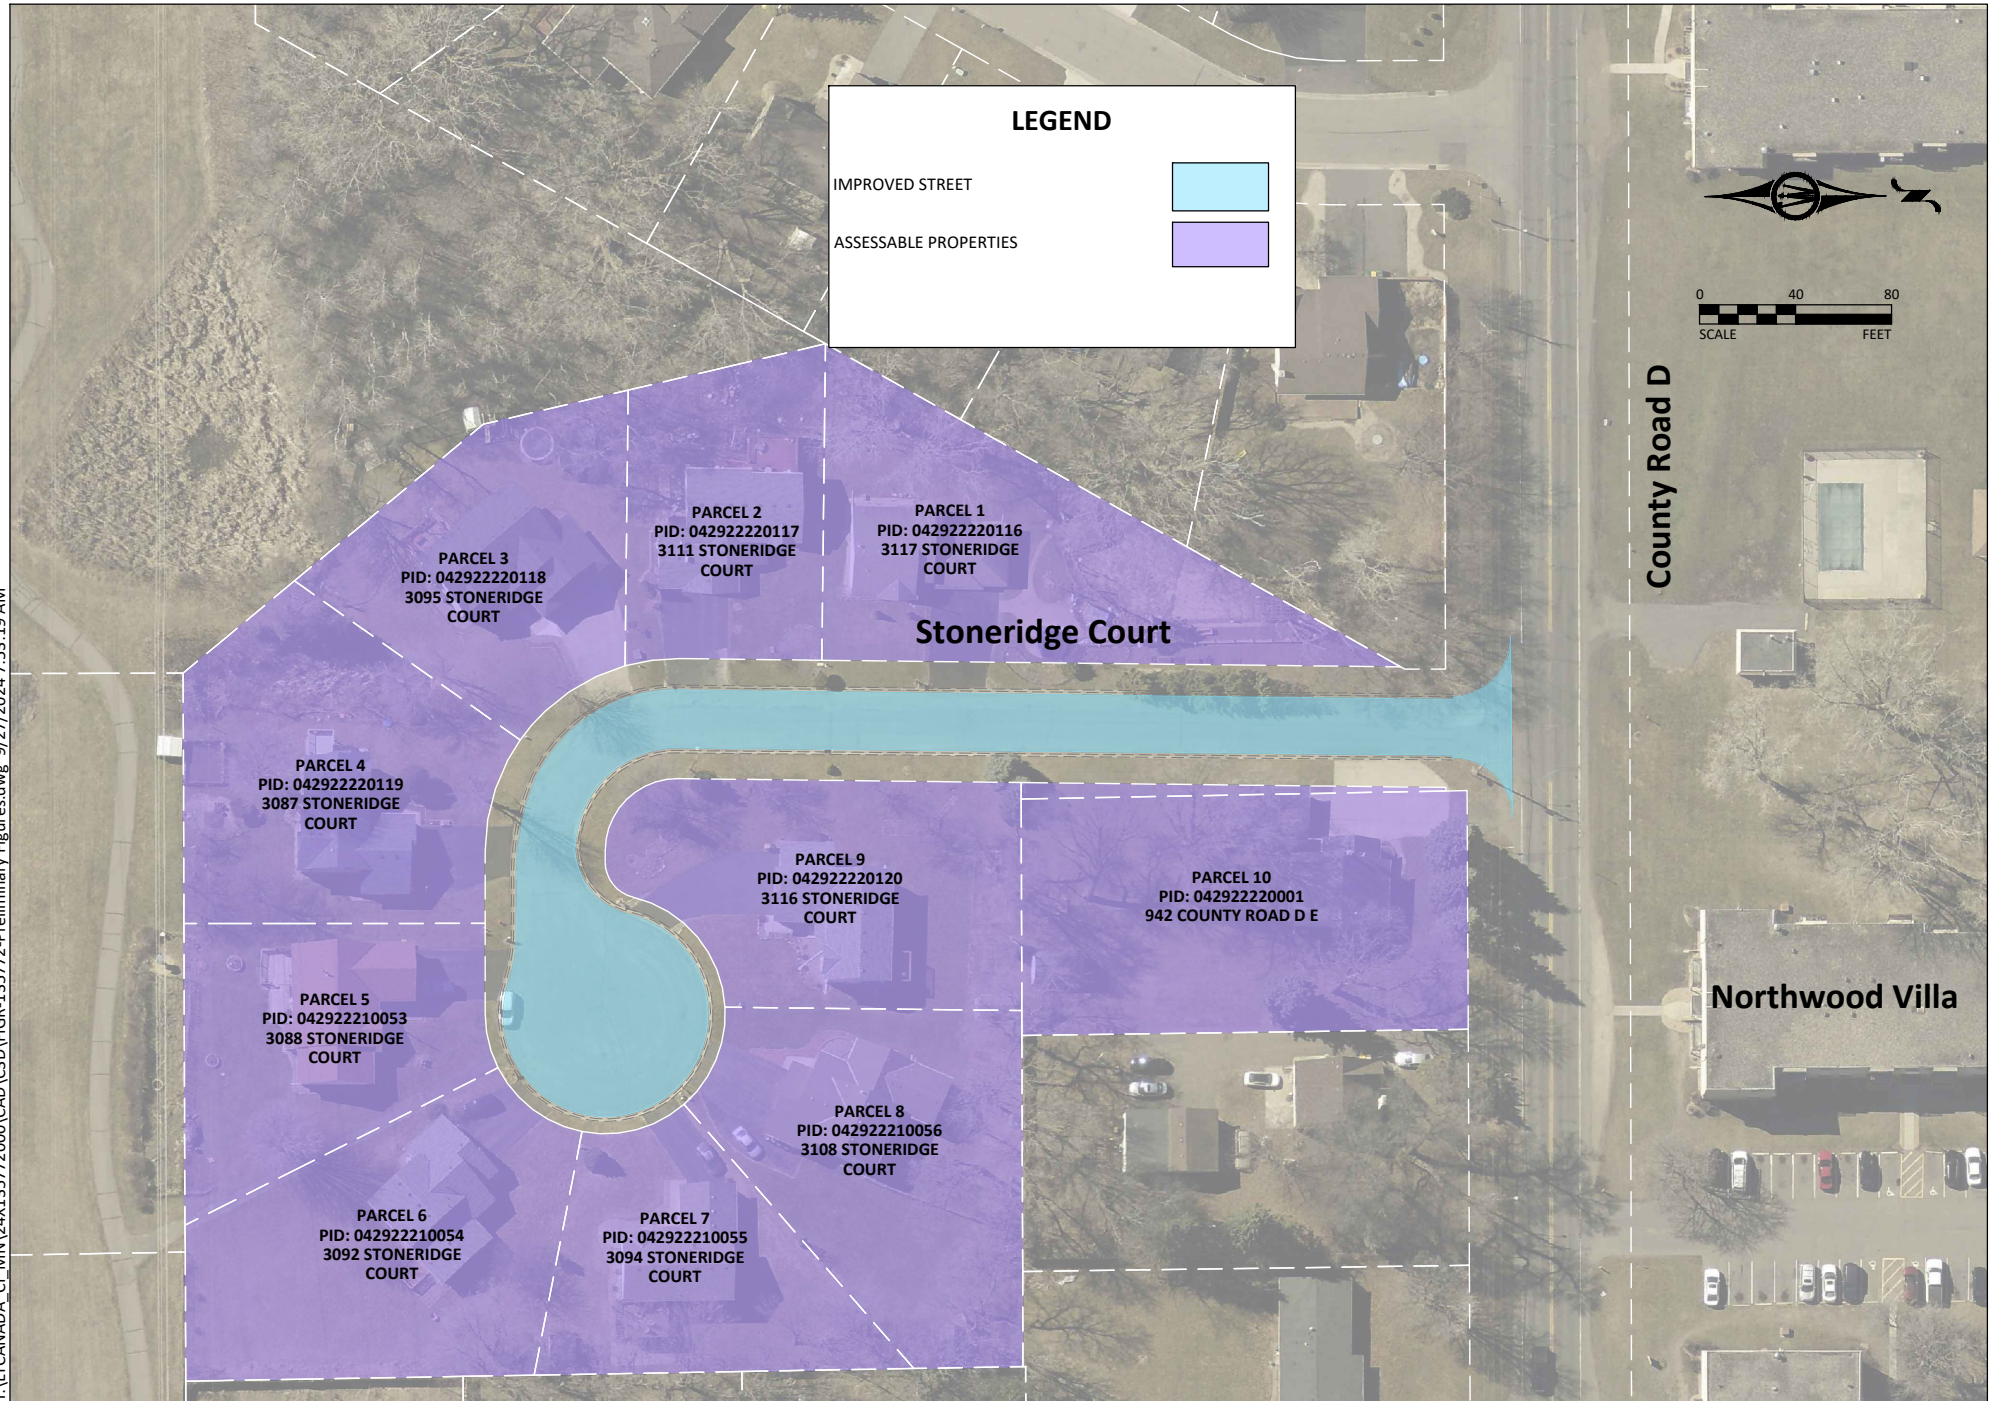 LEGEND
IMPROVED STREET
ASSESSABLE PROPERTIES
0 40 80
SCALE FEET
County Road D
PARCEL 1
PID: 042922220116
3117 STONERIDGE
COURT
PARCEL 2
PID: 042922220117
3111 STONERIDGE
COURT
PARCEL 3
PID: 042922220118
3095 STONERIDGE
COURT
Stoneridge Court
PARCEL 4
PID: 042922220119
3087 STONERIDGE
COURT
PARCEL 9
PID: 042922220120
3116 STONERIDGE
COURT
PARCEL 10
PID: 042922220001
942 COUNTY ROAD D E
PARCEL 5
PID: 042922210053
3088 STONERIDGE
COURT
Northwood Villa
PARCEL 8
PID: 042922210056
3108 STONERIDGE
COURT
PARCEL 6
PID: 042922210054
3092 STONERIDGE
COURT
PARCEL 7
PID: 042922210055
3094 STONERIDGE
COURT